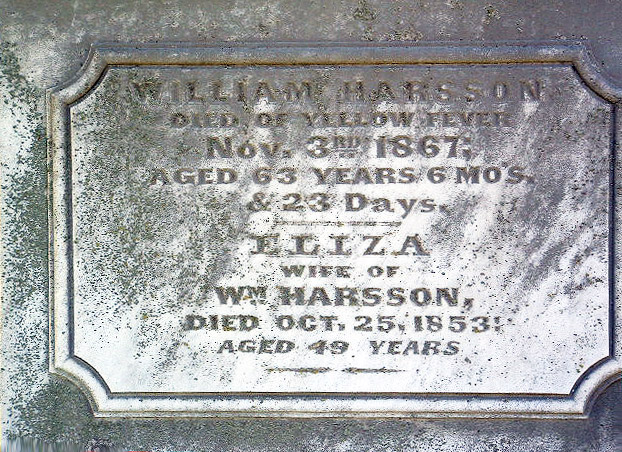 WILLIAM HARSSON
DIED OF YELLOW FEVER
Nov. 3RD 1867,
AGED 63 YEARS 6 MO'S.
& 23 Days.
ELIZA
WIFE OF
WM HARSSON,
DIED OCT. 25, 1853:
AGED 49 YEARS